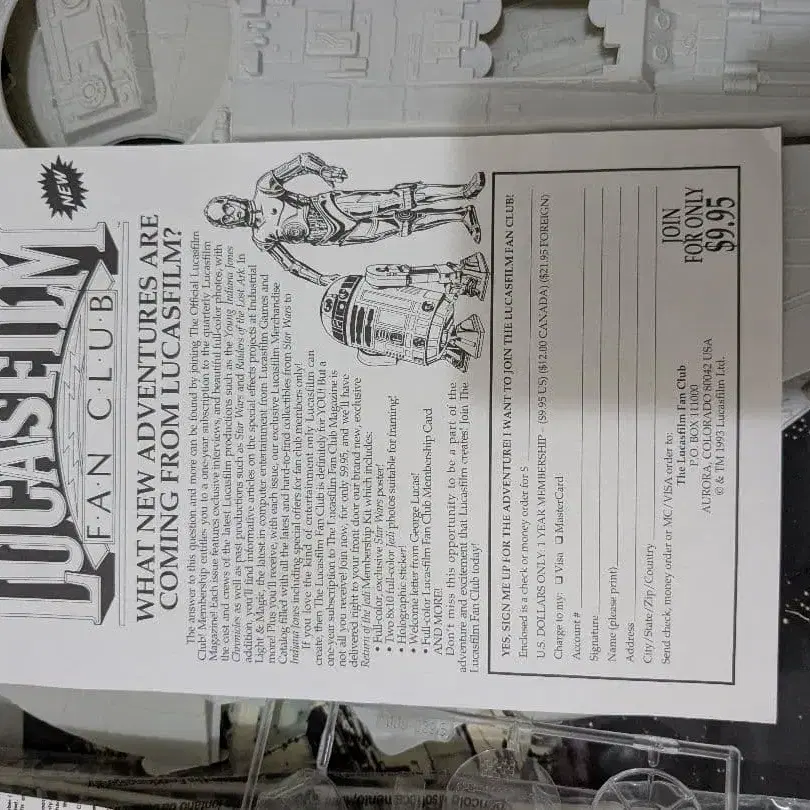 NEW
LUCASFILM
F·A·N C·L·U·B
WHAT NEW ADVENTURES ARE
COMING FROM LUCASFILM?
The answer to this question and more can be found by joining The Official Lucasfilm
Club! Membership entitles you to a one-year subscription to the quarterly Lucasfilm
Magazine! Each issue features exclusive interviews, and beautiful full-color photos, with
the cast and crews of the latest Lucasfilm productions such as the Young Indiana Jones
Chronicles as well as past productions such as Star Wars and Raiders of the Lost Ark. In
addition, you'll find informative articles on the special effects projects at Industrial
Light & Magic, the latest in computer entertainment from Lucasfilm Games and
more! Plus you'll receive, with each issue, our exclusive Lucasfilm Merchandise
Catalog filled with all the latest and hard-to-find collectibles from Star Wars to
Indiana Jones including special offers for fan club members only!
If you love the kind of entertainment only Lucasfilm can
create, then The Lucasfilm Fan Club is definitely for YOU! But a
one-year subscription to The Lucasfilm Fan Club Magazine is
not all you receive! Join now, for only $9.95, and we'll have
delivered right to your front door our brand new, exclusive
Return of the Jedi Membership Kit which includes:
• Full-color, exclusive Star Wars poster!
• Two 8x10 full-color Jedi photos suitable for framing!
• Holographic sticker!
• Welcome letter from George Lucas!
• Full-color Lucas-film Fan Club Membership Card
AND MORE!
Don't miss this opportunity to be a part of the
adventure and excitement that Lucas-film creates! Join The
Lucasfilm Fan Club today!
YES, SIGN ME UP FOR THE ADVENTURE! I WANT TO JOIN THE LUCASFILM FAN CLUB!
Enclosed is a check or money order for $
U.S. DOLLARS ONLY: 1 YEAR MEMBERSHIP - ($9.95 US) ($12.00 CANADA) ($21.95 FOREIGN)
Charge to my: ❑ Visa ❑ MasterCard
Account #
Signature
Name (please print)
Address
City/State/Zip/Country
Send check, money order or MC/VISA order to:
The Lucasfilm Fan Club
P.O. BOX 111000
AURORA, COLORADO 80042 USA
© & TM 1993 Lucasfilm Ltd.
JOIN
FOR ONLY
$9.95